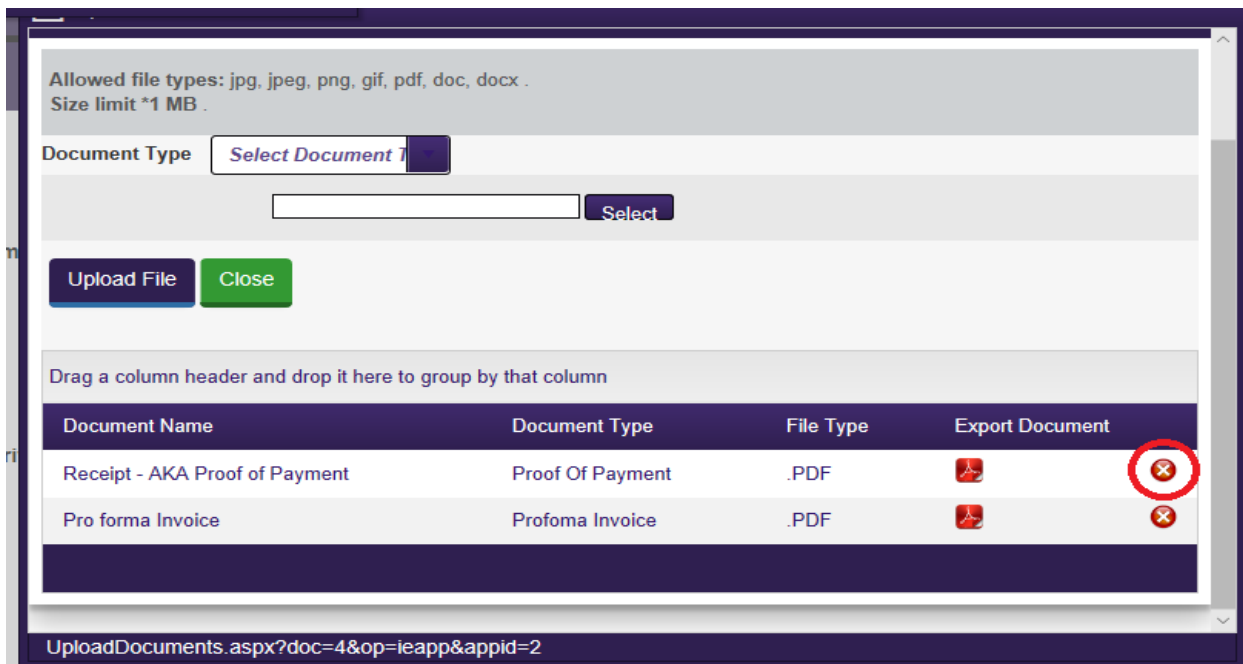 Allowed file types: jpg, jpeg, png, gif, pdf, doc, docx .
Size limit *1 MB .
Document Type Select Document T
Select
Upload File Close
Drag a column header and drop it here to group by that column
Document Name Document Type File Type Export Document
Receipt - AKA Proof of Payment Proof Of Payment .PDF
Pro forma Invoice Profoma Invoice .PDF
UploadDocuments.aspx?doc=4&op=ieapp&appid=2